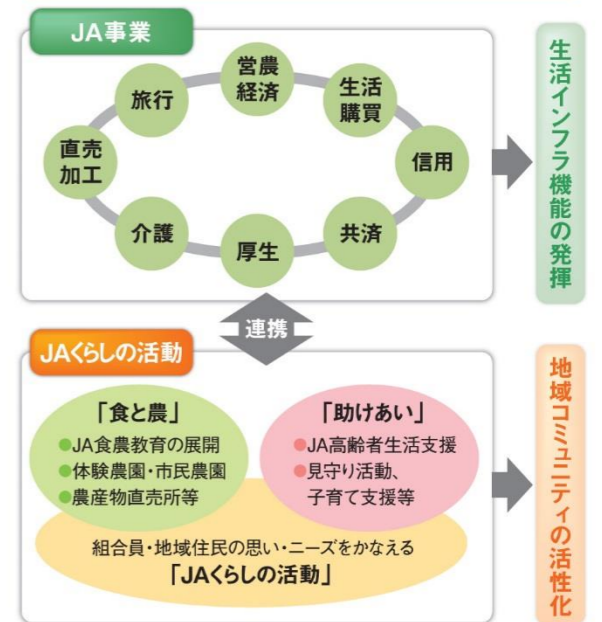 JA事業
営農
経済
生活
購買
信用
共済
厚生
介護
直売
加工
旅行
生活インフラ機能の発揮
連携
JAくらしの活動
「食と農」
●JA食農教育の展開
●体験農園・市民農園
●農産物直売所等
「助けあい」
●JA高齢者生活支援
●見守り活動、
子育て支援等
組合員・地域住民の思い・ニーズをかなえる
「JAくらしの活動」
地域コミュニティの活性化